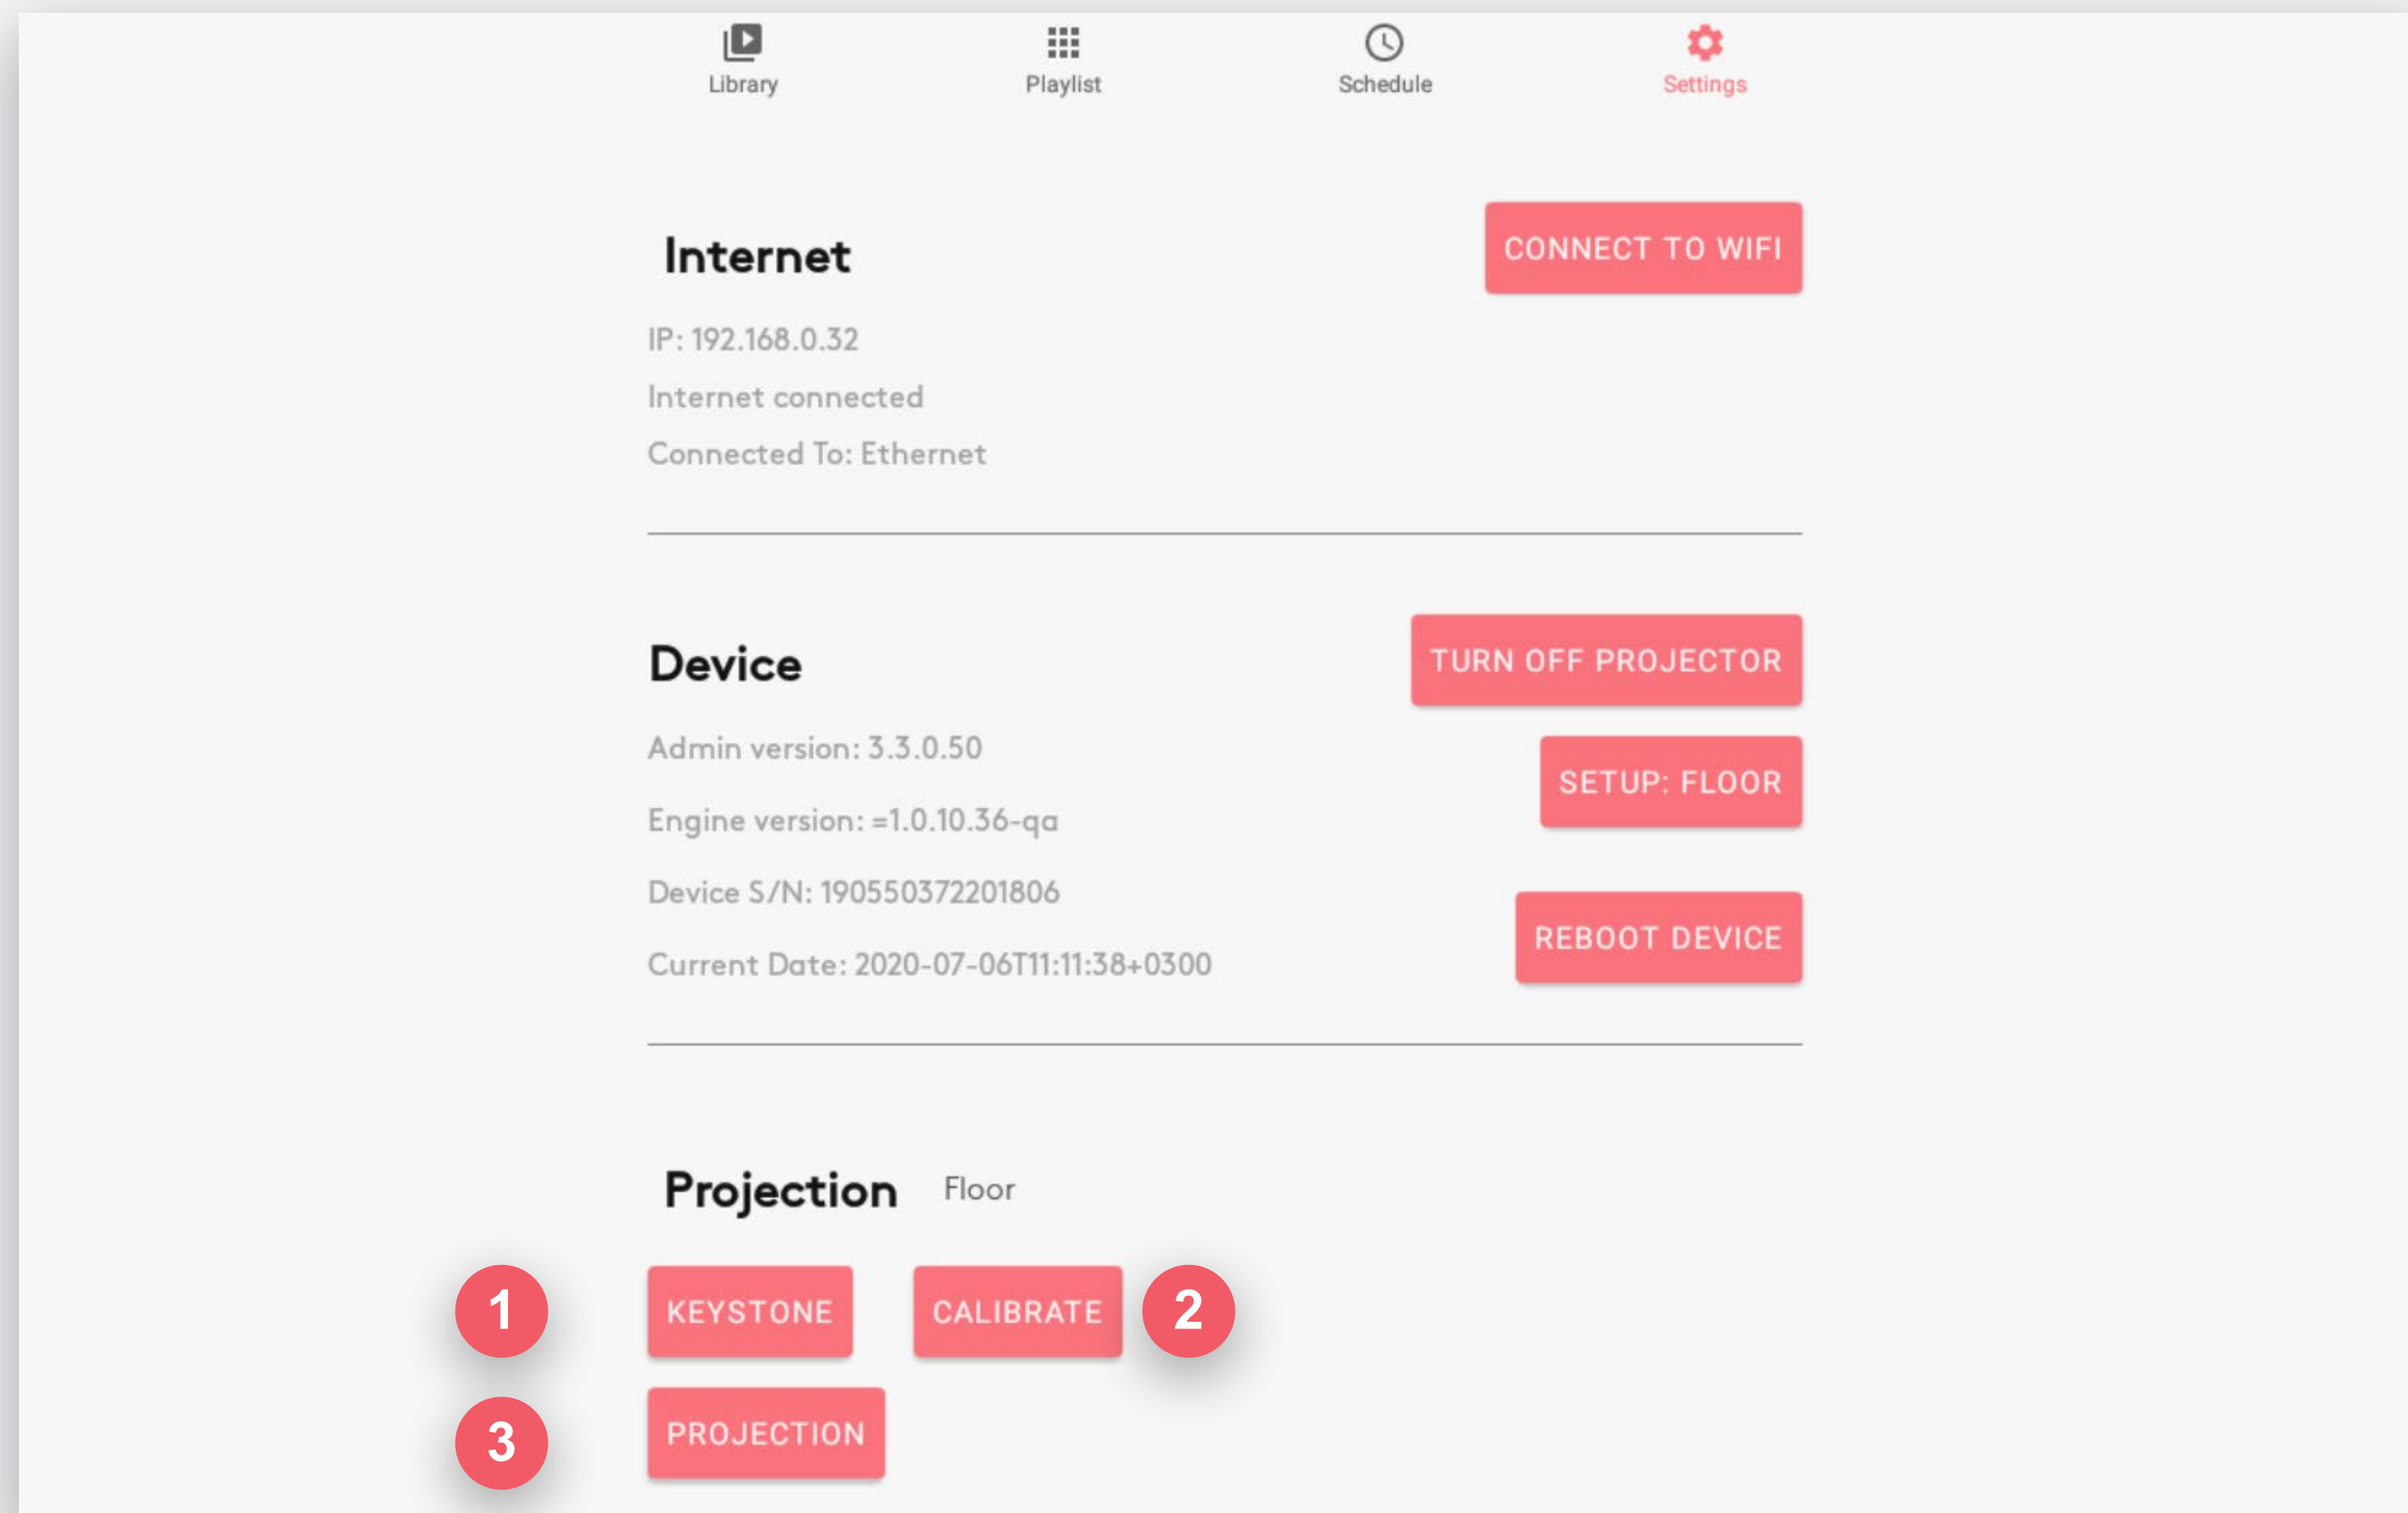 Library
Playlist
Schedule
Settings
Internet
CONNECT TO WIFI
IP: 192.168.0.32
Internet connected
Connected To: Ethernet
Device
TURN OFF PROJECTOR
Admin version: 3.3.0.50
SETUP: FLOOR
Engine version: =1.0.10.36-qa
Device S/N: 190550372201806
REBOOT DEVICE
Current Date: 2020-07-06T11:11:38+0300
Projection Floor
1 KEYSTONE CALIBRATE 2
3 PROJECTION